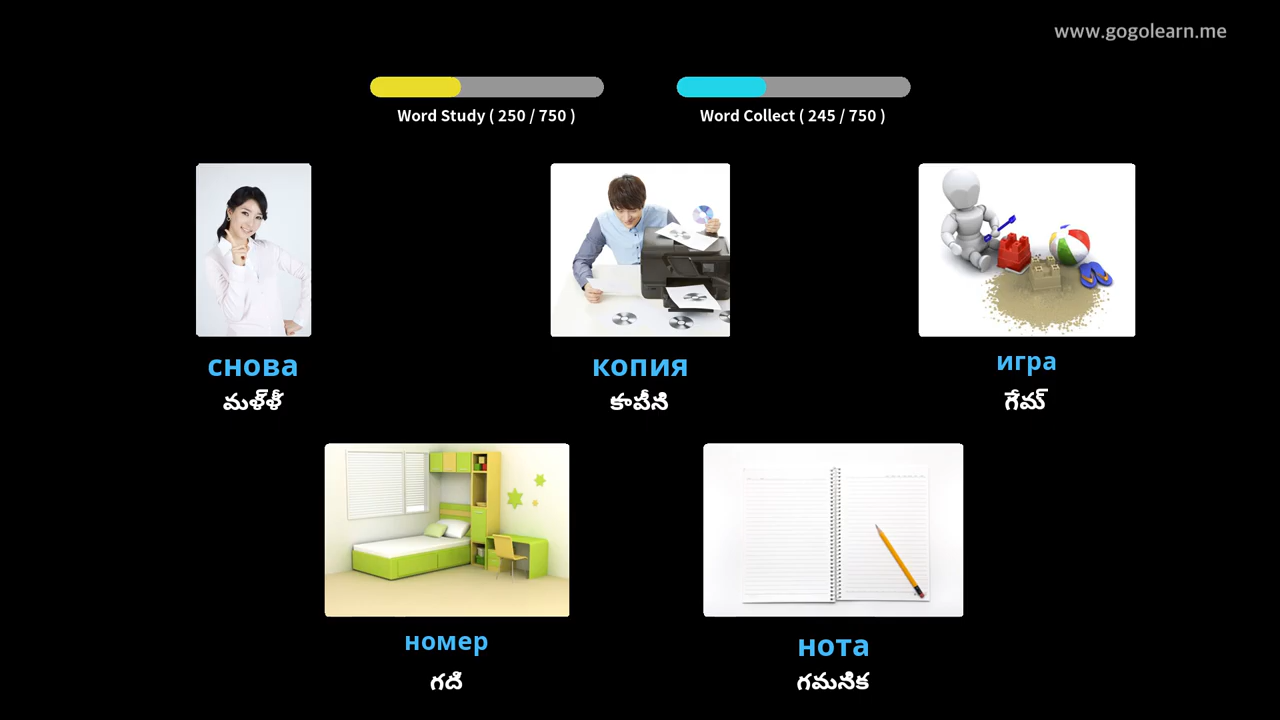 www.gogolearn.me
Word Study ( 250 / 750 )
Word Collect ( 245 / 750 )
снова
మళ్ళీ
копия
కాపీని
игра
గేమ్
номер
గది
нота
గమనిక